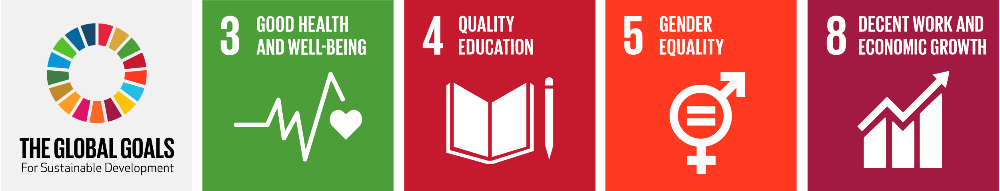 THE GLOBAL GOALS
For Sustainable Development
3
GOOD HEALTH
AND WELL-BEING
4
QUALITY
EDUCATION
5
GENDER
EQUALITY
8
DECENT WORK AND
ECONOMIC GROWTH